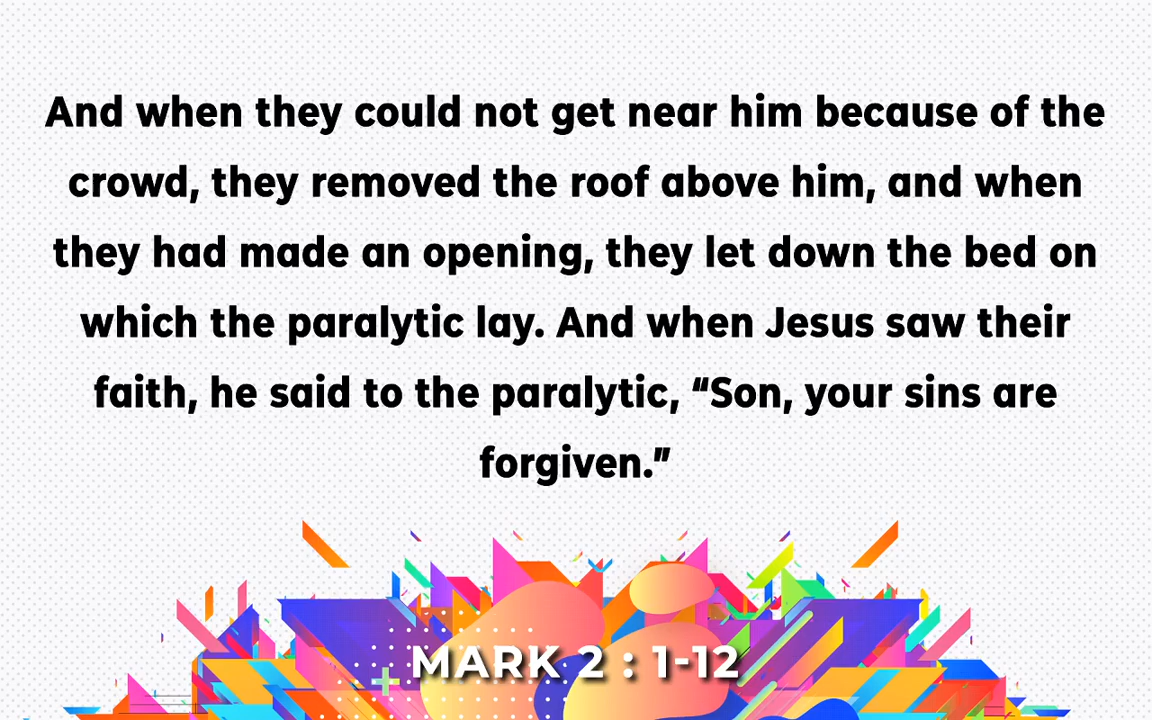 And when they could not get near him because of the
crowd, they removed the roof above him, and when
they had made an opening, they let down the bed on
which the paralytic lay. And when Jesus saw their
faith, he said to the paralytic, “Son, your sins are
forgiven.”
MARK 2 : 1-12